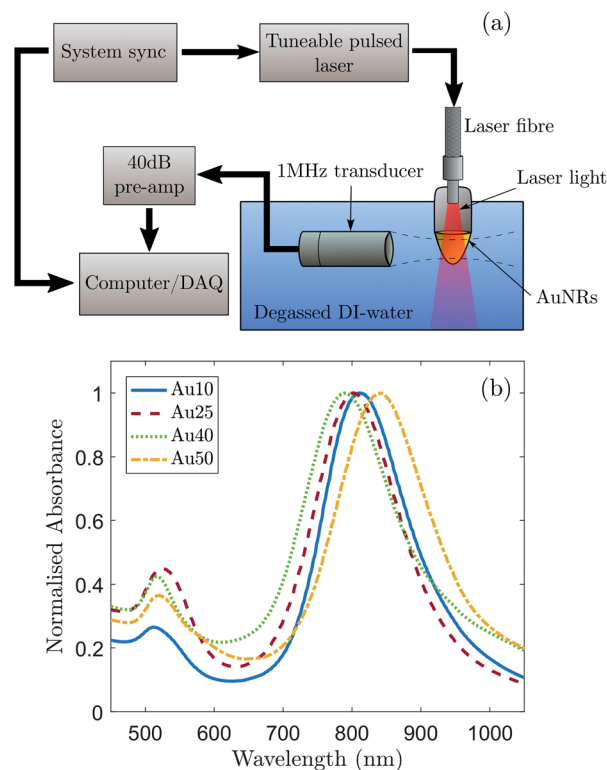 (a)
System sync
Tuneable pulsed
laser
Laser fibre
40dB
pre-amp
1MHz transducer
Laser light
Computer/DAQ
AuNRs
Degassed DI-water
(b)
Au10
Au25
Au40
Au50
Normalised Absorbance
1
0.8
0.6
0.4
0.2
0
500
600
700
800
900
1000
Wavelength (nm)